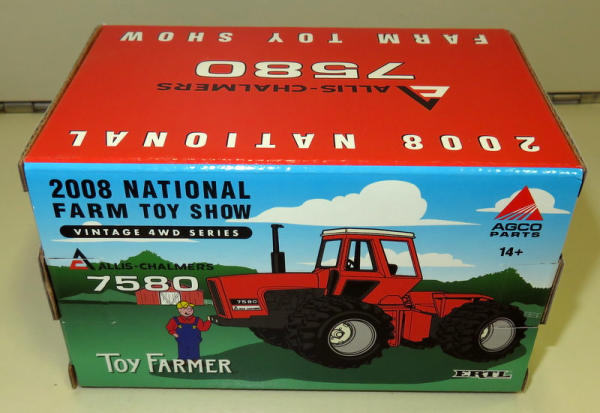 FARM TOY SHOW
7580
ALLIS-CHALMERS
2008 NATIONAL
2008 NATIONAL
FARM TOY SHOW
VINTAGE 4WD SERIES
AGCO
PARTS
14+
ALLIS-CHALMERS
7580
7580
TOY FARMER
ERTL